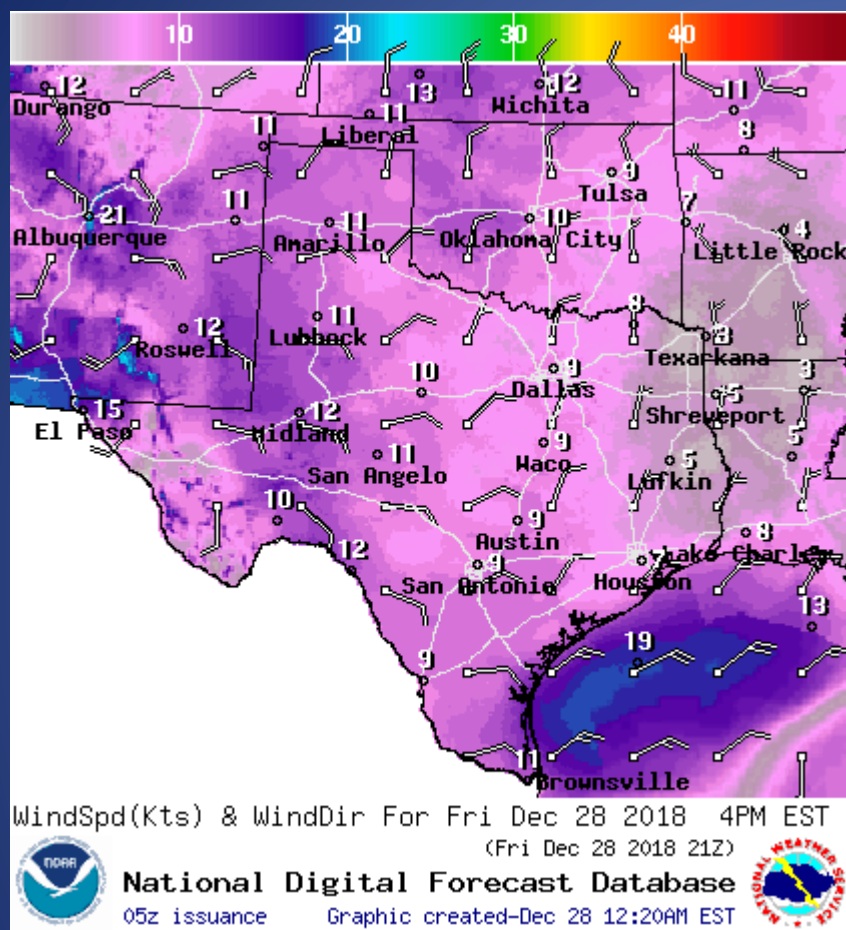 10 20 30 40
12 13 12 11
Durango Wichita
11 Liberal
11 8
9
Tulsa
21 11 11 10 7 4
Albuquerque Amarillo Oklahoma City Little Rock
12 11 8
Roswell Lubbock Texarkana
10 9 3
Dallas
15 12 5
El Paso Midland Shreveport
11 9 5 5
San Angelo Waco Lufkin
10 9 8
Austin Lake Charles
12 9 7
San Antonio Houston
13
9 19
11
Brownsville
WindSpd(Kts) & WindDir For Fri Dec 28 2018 4PM EST
(Fri Dec 28 2018 21Z)
NOAA
National Digital Forecast Database
05z issuance Graphic created-Dec 28 12:20AM EST
NATIONAL WEATHER SERVICE